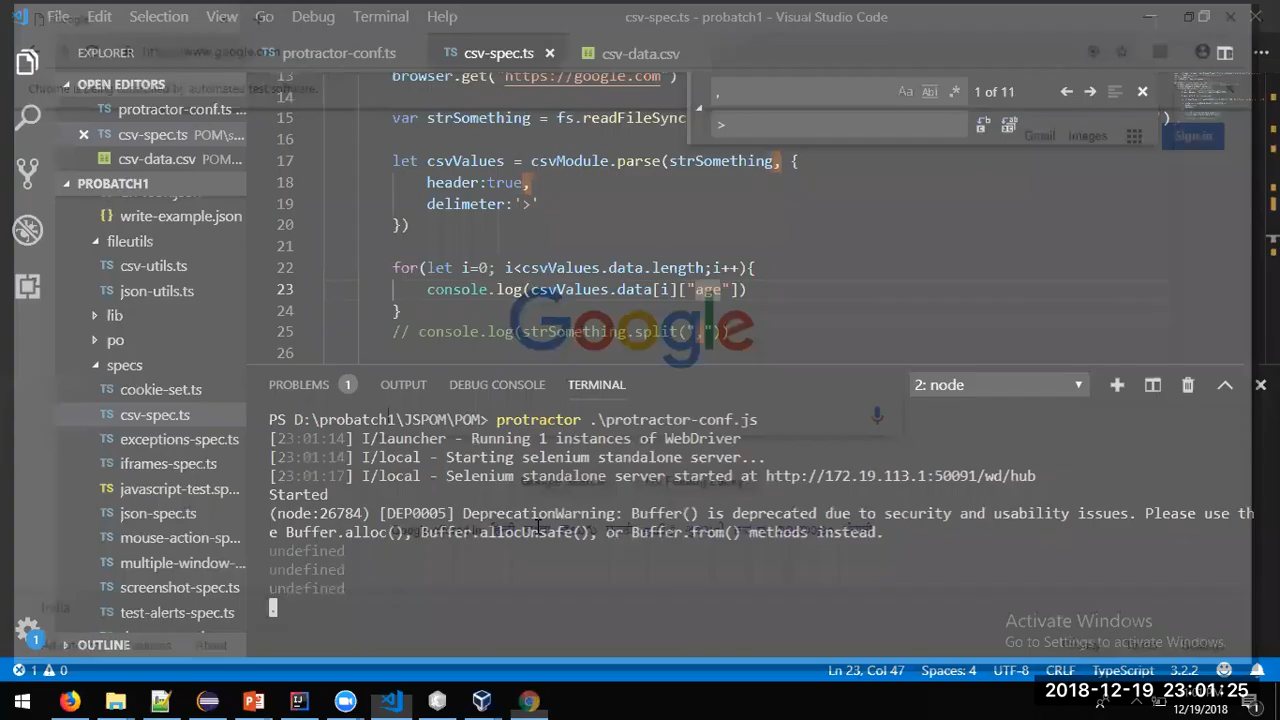 File Edit Selection View Go Debug Terminal Help
csv-spec.ts - probatch1 - Visual Studio Code
EXPLORER
protractor-conf.ts
csv-spec.ts
csv-data.csv
OPEN EDITORS
protractor-conf.ts ...
csv-spec.ts POM\s...
csv-data.csv POM...
PROBATCH1
write-example.json
fileutils
csv-utils.ts
json-utils.ts
lib
po
specs
cookie-set.ts
csv-spec.ts
exceptions-spec.ts
iframes-spec.ts
javascript-test.sp...
json-spec.ts
mouse-action-sp...
multiple-window-...
screenshot-spec.ts
test-alerts-spec.ts
OUTLINE
, Aa Abl .* 1 of 11
>
Gmail Images Sign in
13 browser.get('https://google.com')
14
15 var strSomething = fs.readFileSync
16
17 let csvValues = csvModule.parse(strSomething, {
18 header:true,
19 delimeter:'>'
20 })
21
22 for(let i=0; i<csvValues.data.length;i++){
23 console.log(csvValues.data[i]["age"])
24 }
25 // console.log(strSomething.split(","))
26
Google
PROBLEMS 1 OUTPUT DEBUG CONSOLE TERMINAL 2: node
PS D:\probatch1\JSPOM\POM> protractor .\protractor-conf.js
[23:01:14] I/launcher - Running 1 instances of WebDriver
[23:01:14] I/local - Starting selenium standalone server...
[23:01:17] I/local - Selenium standalone server started at http://172.19.113.1:50091/wd/hub
Started
(node:26784) [DEP0005] DeprecationWarning: Buffer() is deprecated due to security and usability issues. Please use th
e Buffer.alloc(), Buffer.allocUnsafe(), or Buffer.from() methods instead.
undefined
undefined
undefined
.
India
About
Activate Windows
Go to Settings to activate Windows.
1
1 0
Ln 23, Col 47 Spaces: 4 UTF-8 CRLF TypeScript 3.2.2
2018-12-19 23:01:25
12/19/2018